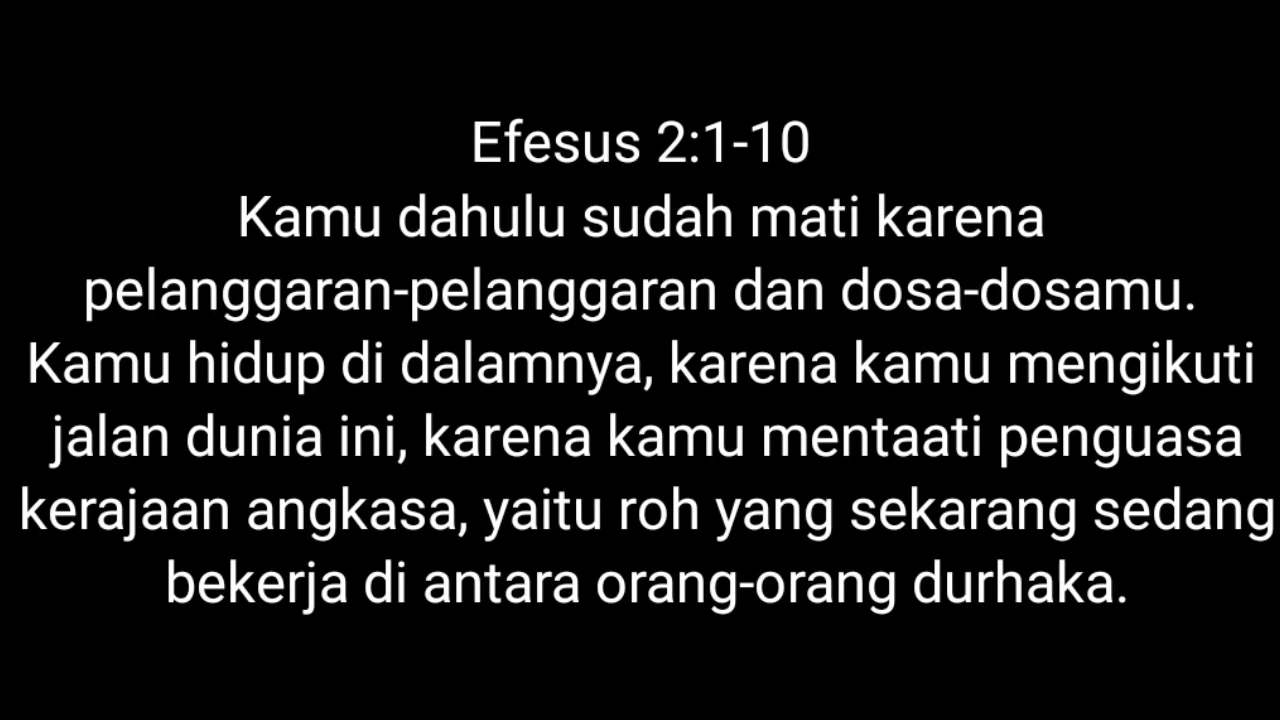 Efesus 2:1-10
Kamu dahulu sudah mati karena
pelanggaran-pelanggaran dan dosa-dosamu.
Kamu hidup di dalamnya, karena kamu mengikuti
jalan dunia ini, karena kamu mentaati penguasa
kerajaan angkasa, yaitu roh yang sekarang sedang
bekerja di antara orang-orang durhaka.